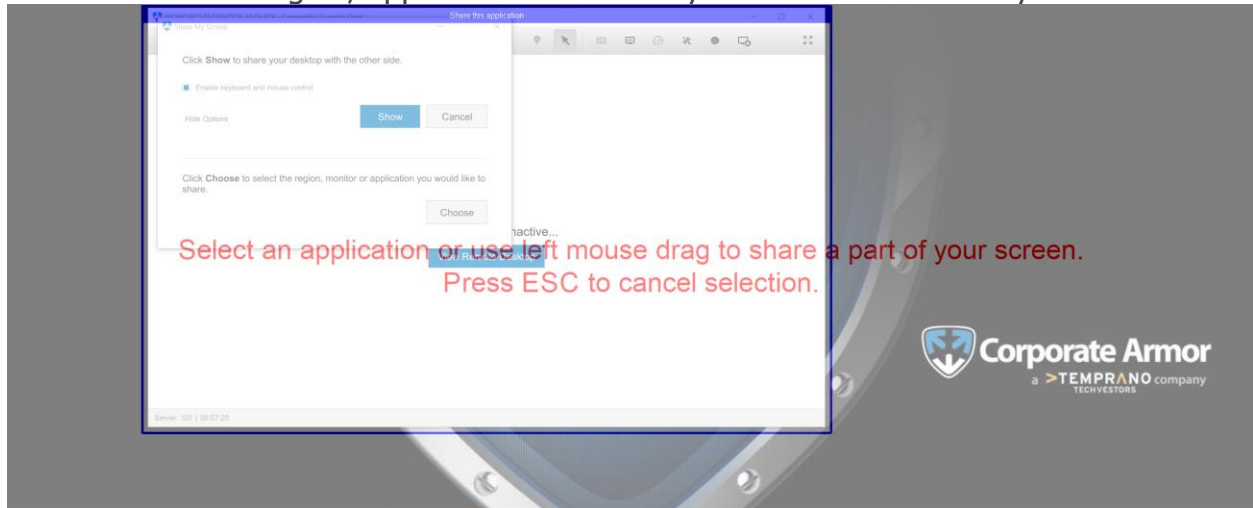 Share this application
Share My Screen
Click Show to share your desktop with the other side.
Enable keyboard and mouse control
Hide Options
Show
Cancel
Click Choose to select the region, monitor or application you would like to
share.
Choose
nactive...
Select an application or use left mouse drag to share a part of your screen.
View Remote Desktop
Press ESC to cancel selection.
Corporate Armor
a >TEMPRANO company
TECHVESTORS
Server: 107 | 00:57:20